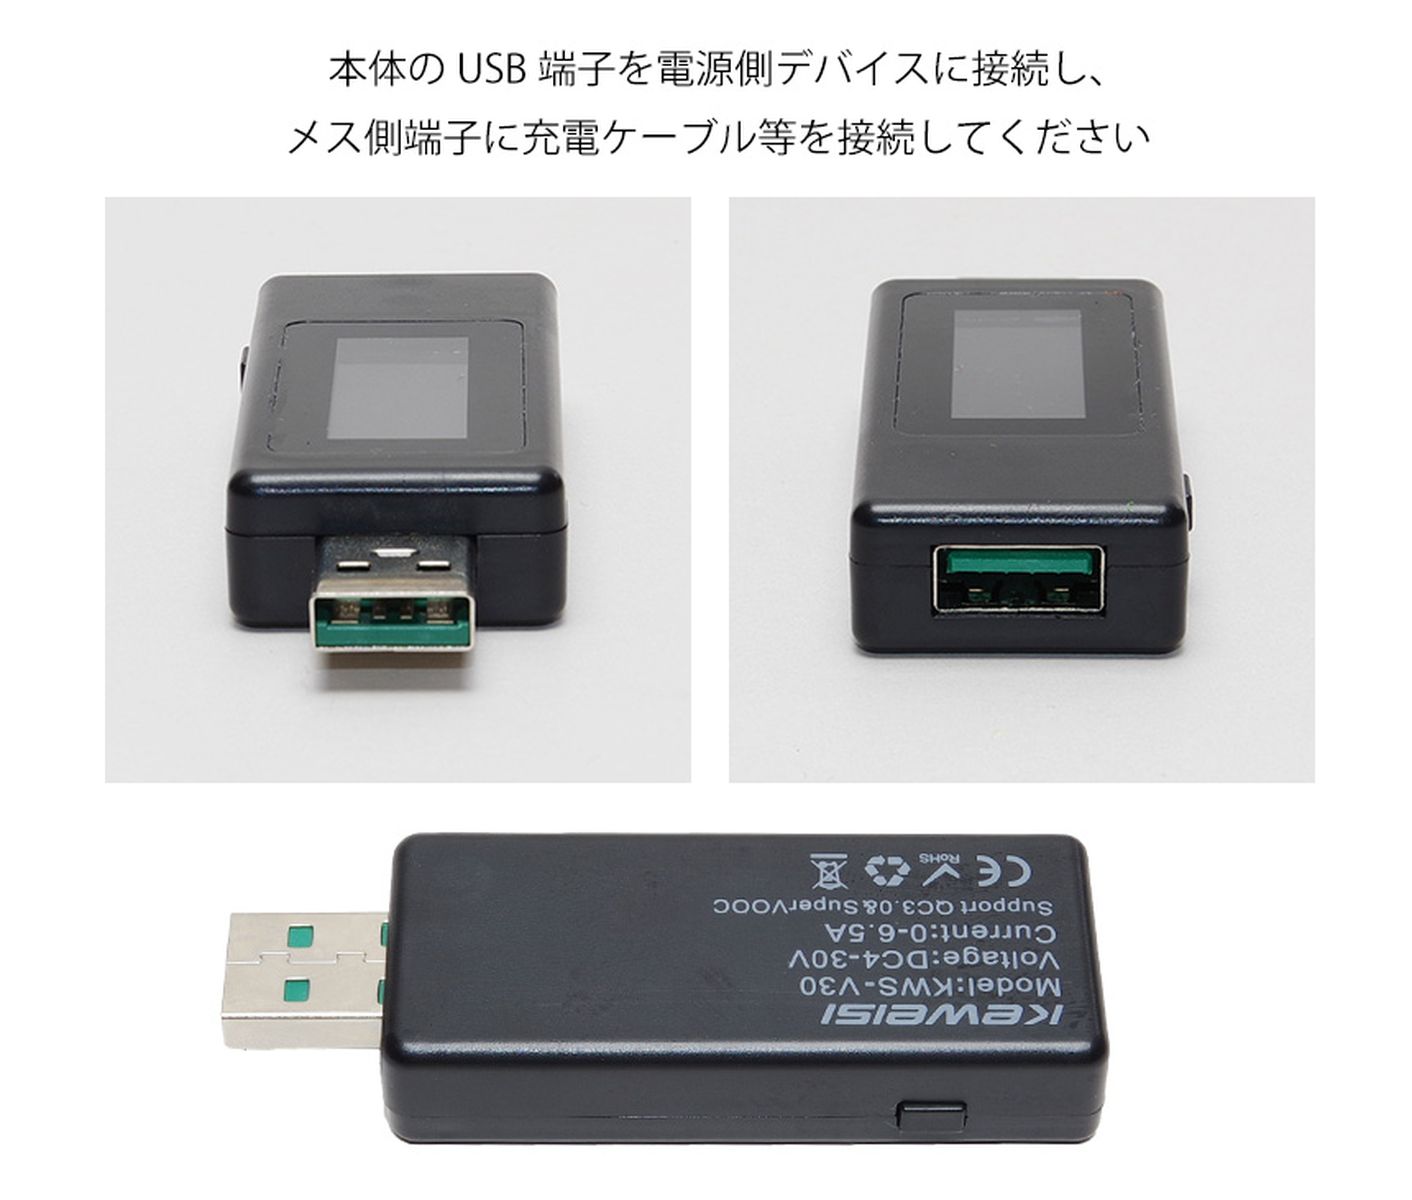 本体の USB 端子を電源側デバイスに接続し、
メス側端子に充電ケーブル等を接続してください
KEWEISI
Model:KWS-V30
Voltage:DC4-30V
Current:0-6.5A
Support QC3.0&SuperVOOC
CE RoHS